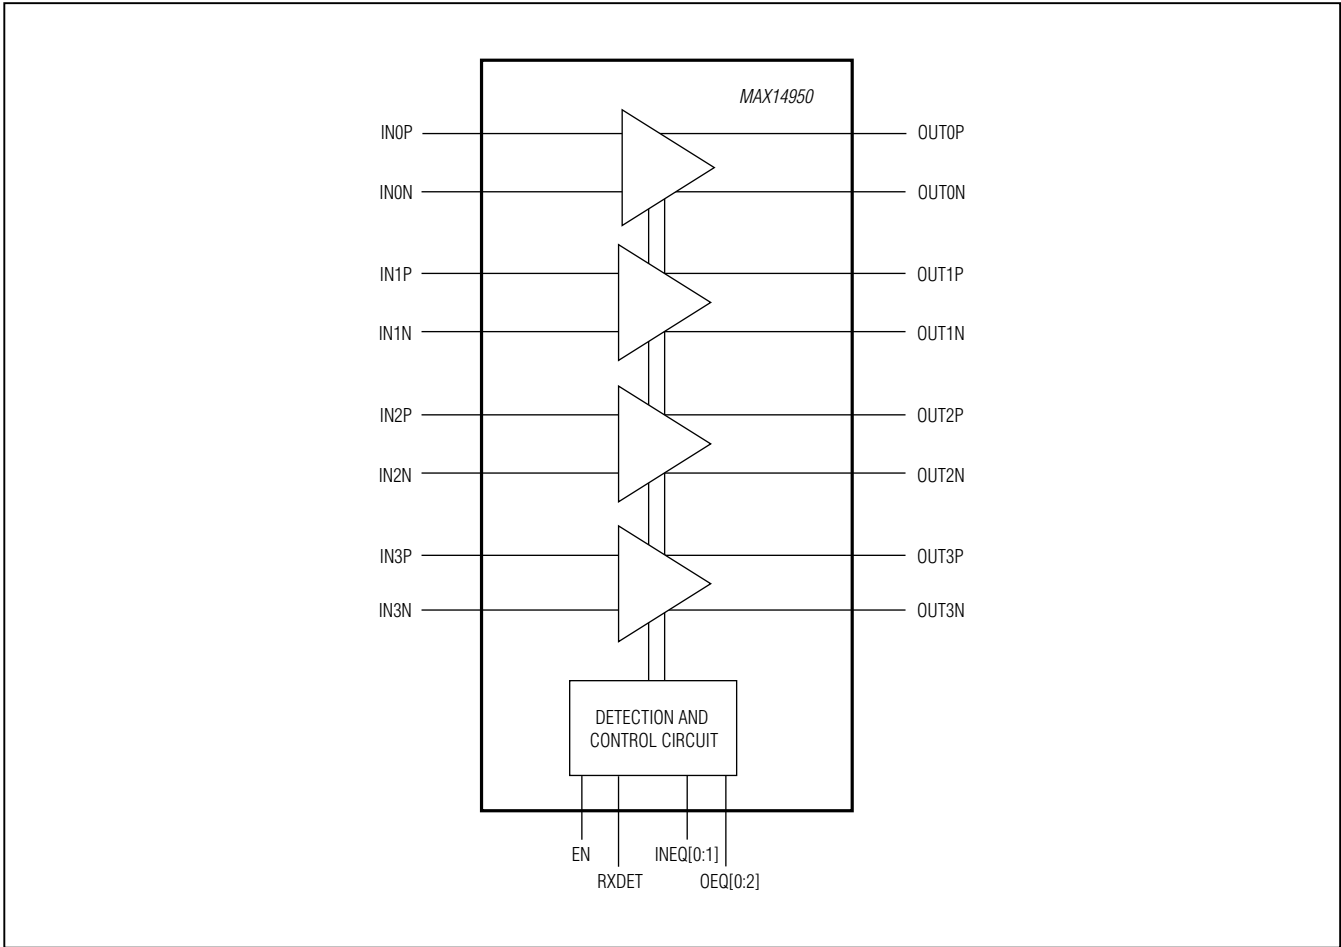 MAX14950
IN0P
OUT0P
IN0N
OUT0N
IN1P
OUT1P
IN1N
OUT1N
IN2P
OUT2P
IN2N
OUT2N
IN3P
OUT3P
IN3N
OUT3N
DETECTION AND
CONTROL CIRCUIT
EN
INEQ[0:1]
RXDET
OEQ[0:2]